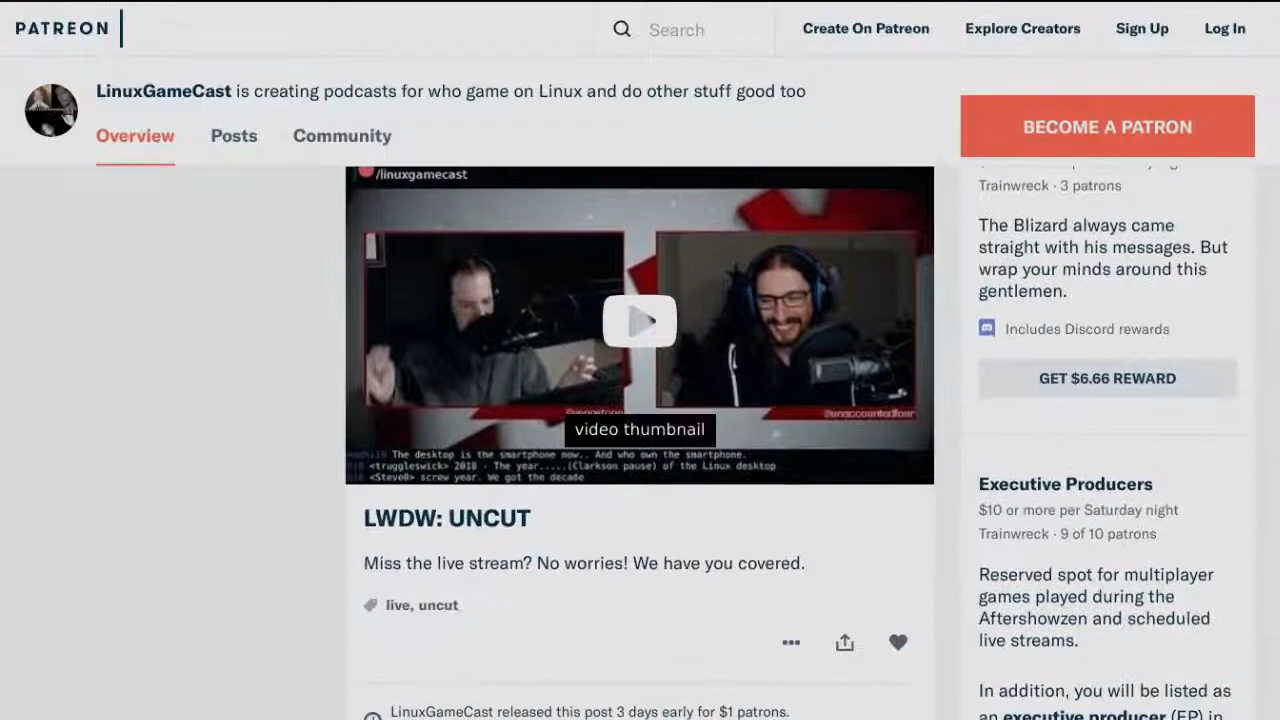 PATREON
Search
Create On Patreon
Explore Creators
Sign Up
Log In
LinuxGameCast is creating podcasts for who game on Linux and do other stuff good too
BECOME A PATRON
Overview
Posts
Community
/linuxgamecast
video thumbnail
The desktop is the smartphone now.. And who own the smartphone.
<truggleswick> 2018 - The year.....(Clarkson pause) of the Linux desktop
<Steve0> screw year. We got the decade
LWDW: UNCUT
Miss the live stream? No worries! We have you covered.
live, uncut
LinuxGameCast released this post 3 days early for $1 patrons.
Trainwreck · 3 patrons
The Blizard always came
straight with his messages. But
wrap your minds around this
gentlemen.
Includes Discord rewards
GET $6.66 REWARD
Executive Producers
$10 or more per Saturday night
Trainwreck · 9 of 10 patrons
Reserved spot for multiplayer
games played during the
Aftershowzen and scheduled
live streams.
In addition, you will be listed as
an executive producer (EP) in